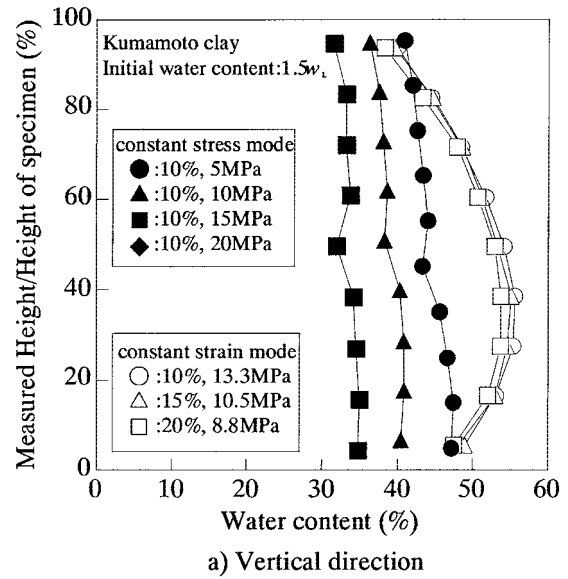 Measured Height/Height of specimen (%)
100
80
60
40
20
0
Kumamoto clay
Initial water content:1.5wL
constant stress mode
:10%, 5MPa
:10%, 10MPa
:10%, 15MPa
:10%, 20MPa
constant strain mode
:10%, 13.3MPa
:15%, 10.5MPa
:20%, 8.8MPa
0 10 20 30 40 50 60
Water content (%)
a) Vertical direction